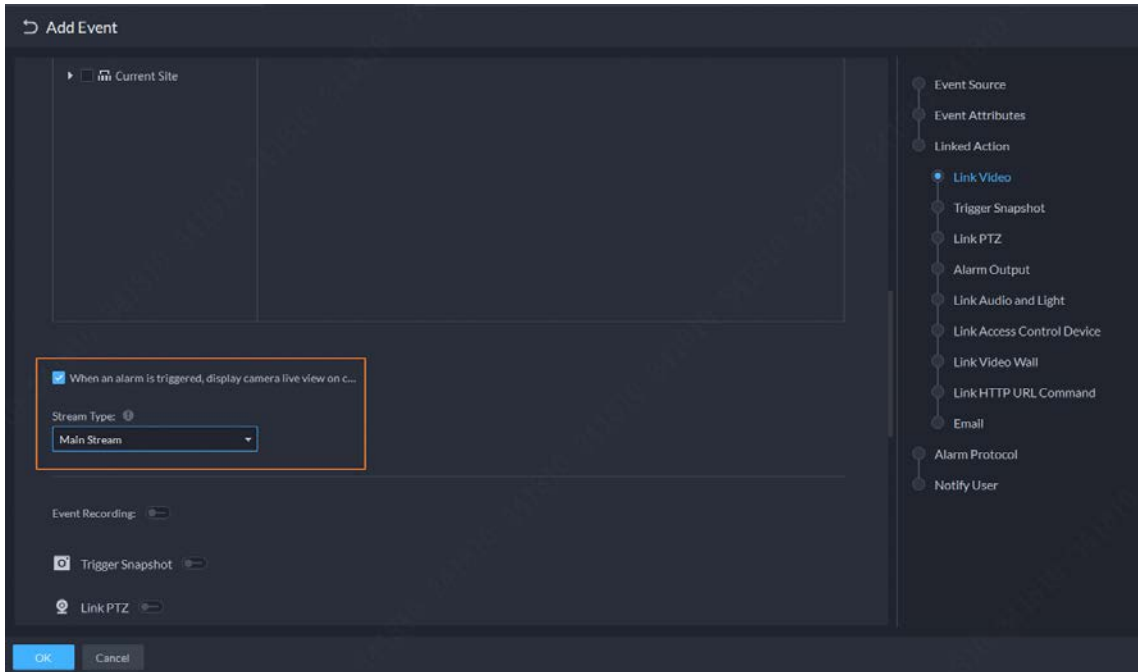 Add Event
Current Site
When an alarm is triggered, display camera live view on c...
Stream Type:
Main Stream
Event Recording:
Trigger Snapshot
Link PTZ
OK
Cancel
Event Source
Event Attributes
Linked Action
Link Video
Trigger Snapshot
Link PTZ
Alarm Output
Link Audio and Light
Link Access Control Device
Link Video Wall
Link HTTP URL Command
Email
Alarm Protocol
Notify User